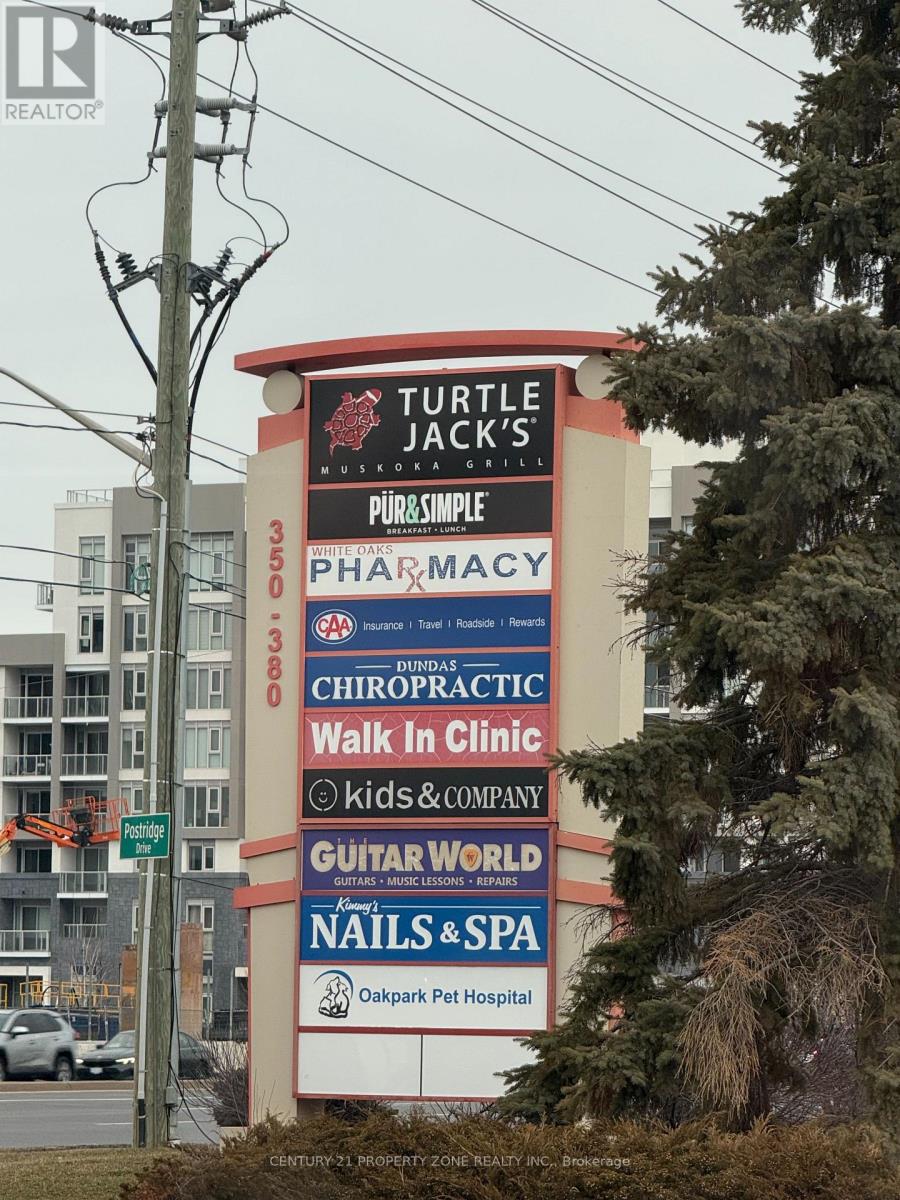 REALTOR®
TURTLE
JACK'S®
MUSKOKA GRILL
PÜR&SIMPLE®
BREAKFAST • LUNCH
WHITE OAKS
PHARxMACY
350-380
CAA Insurance | Travel | Roadside | Rewards
DUNDAS
CHIROPRACTIC
Walk In Clinic
kids&COMPANY
Postridge
Drive
THE
GUITAR WORLD
GUITARS • MUSIC LESSONS • REPAIRS
Kimmy's
NAILS & SPA
Oakpark Pet Hospital
CENTURY 21 PROPERTY ZONE REALTY INC., Brokerage